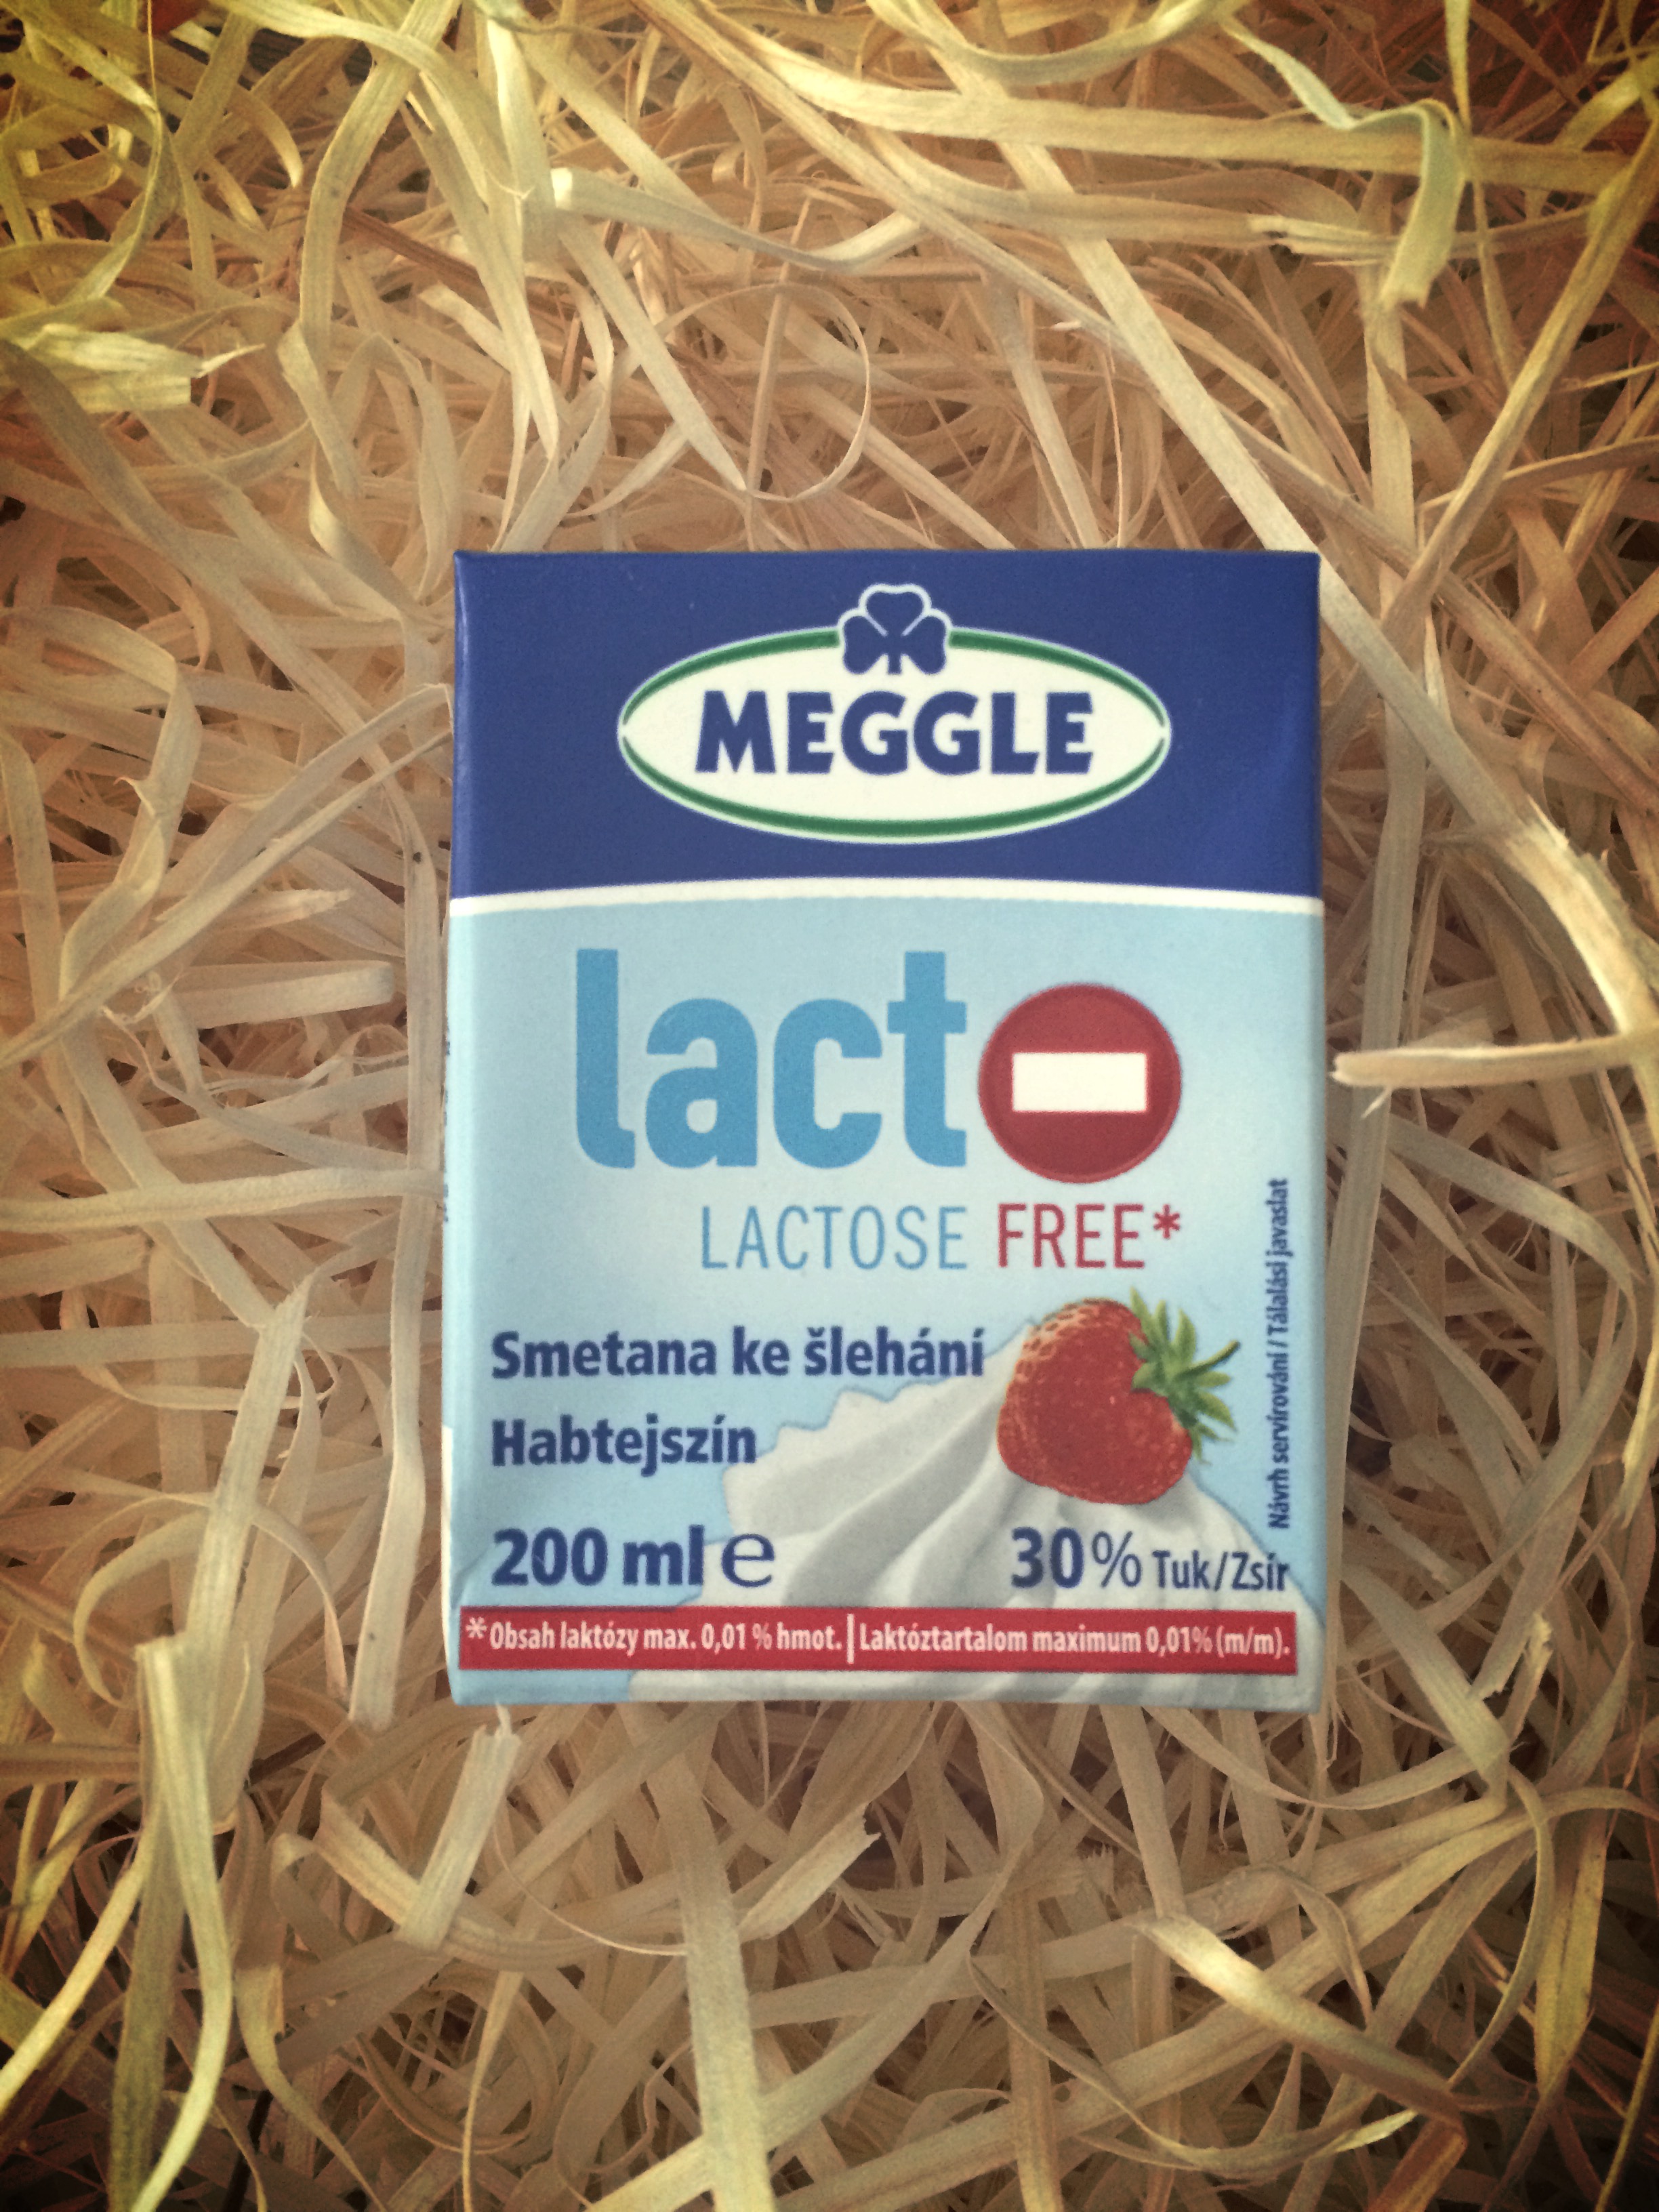 MEGGLE
lact
LACTOSE FREE*
Smetana ke šlehání
Habtejszín
200 ml e
30% Tuk/Zsír
*Obsah laktózy max. 0,01 % hmot. | Laktóztartalom maximum 0,01% (m/m).
Návrh servírování / Tálalási javaslat